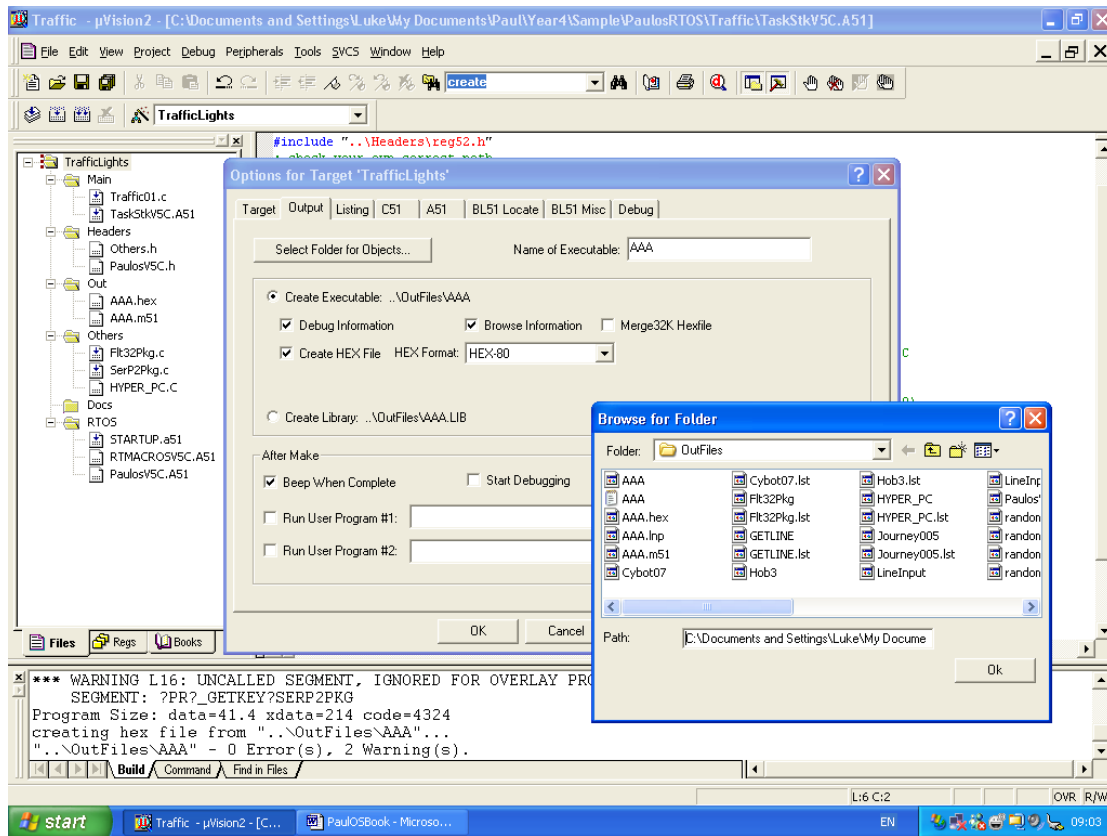 Traffic - µVision2 - [C:\Documents and Settings\Luke\My Documents\Paul\Year4\Sample\PaulosRTOS\Traffic\TaskStkV5C.A51]
File Edit View Project Debug Peripherals Tools SVCS Window Help
create
TrafficLights
#include "..\Headers\reg52.h"
TrafficLights
Main
Traffic01.c
TaskStkV5C.A51
Headers
Others.h
PaulosV5C.h
Out
AAA.hex
AAA.m51
Others
Flt32Pkg.c
SerP2Pkg.c
HYPER_PC.C
Docs
RTOS
STARTUP.a51
RTMACROSV5C.A51
PaulosV5C.A51
Files Regs Books
Options for Target 'TrafficLights'
Target Output Listing C51 A51 BL51 Locate BL51 Misc Debug
Select Folder for Objects... Name of Executable: AAA
Create Executable: ..\OutFiles\AAA
Debug Information Browse Information Merge32K Hexfile
Create HEX File HEX Format: HEX-80
Create Library: ..\OutFiles\AAA.LIB
After Make
Beep When Complete Start Debugging
Run User Program #1:
Run User Program #2:
OK Cancel
Browse for Folder
Folder: OutFiles
AAA Cybot07.lst Hob3.lst LineInp
AAA Flt32Pkg HYPER_PC Paulos
AAA.hex Flt32Pkg.lst HYPER_PC.lst random
AAA.lnp GETLINE Journey005 random
AAA.m51 GETLINE.lst Journey005.lst random
Cybot07 Hob3 LineInput random
Path: C:\Documents and Settings\Luke\My Docume
Ok
*** WARNING L16: UNCALLED SEGMENT, IGNORED FOR OVERLAY PRO
SEGMENT: ?PR?_GETKEY?SERP2PKG
Program Size: data=41.4 xdata=214 code=4324
creating hex file from "..\OutFiles\AAA"...
"..\OutFiles\AAA" - 0 Error(s), 2 Warning(s).
Build Command Find in Files
L:6 C:2 OVR R/W
start Traffic - µVision2 - [C... PaulOSBook - Microso... EN 09:03